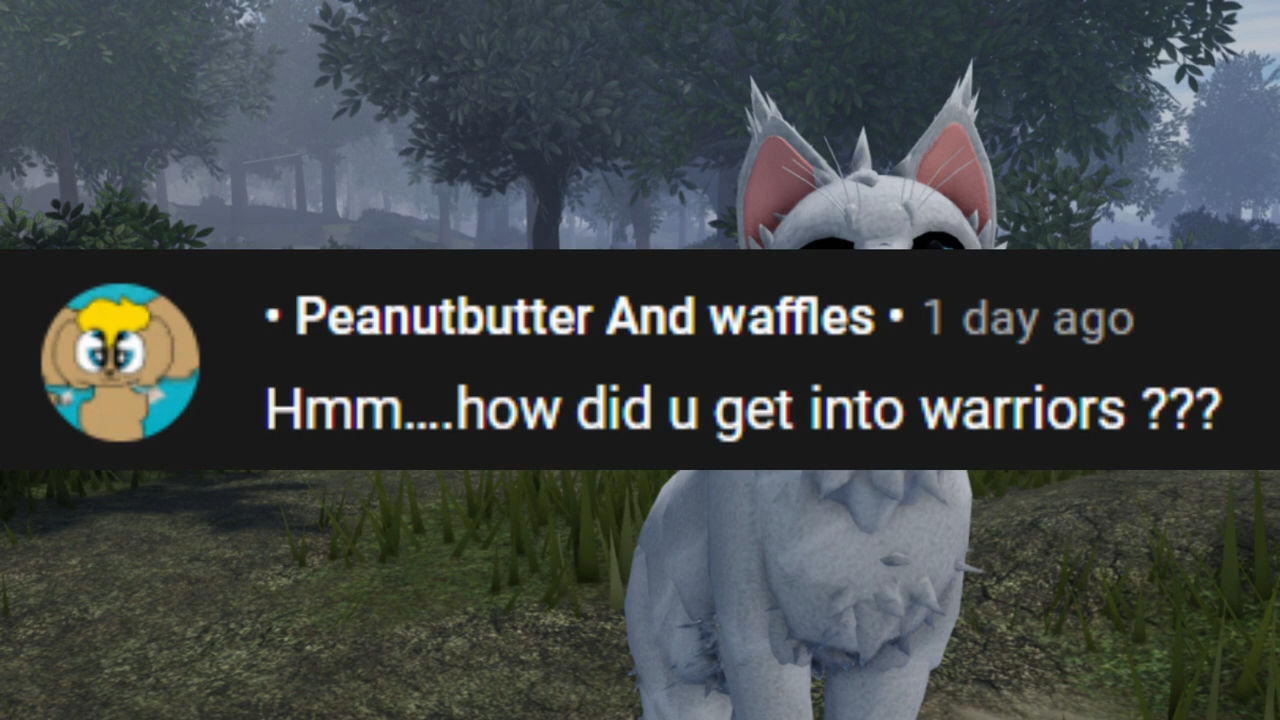 • Peanutbutter And waffles • 1 day ago
Hmm....how did u get into warriors ???